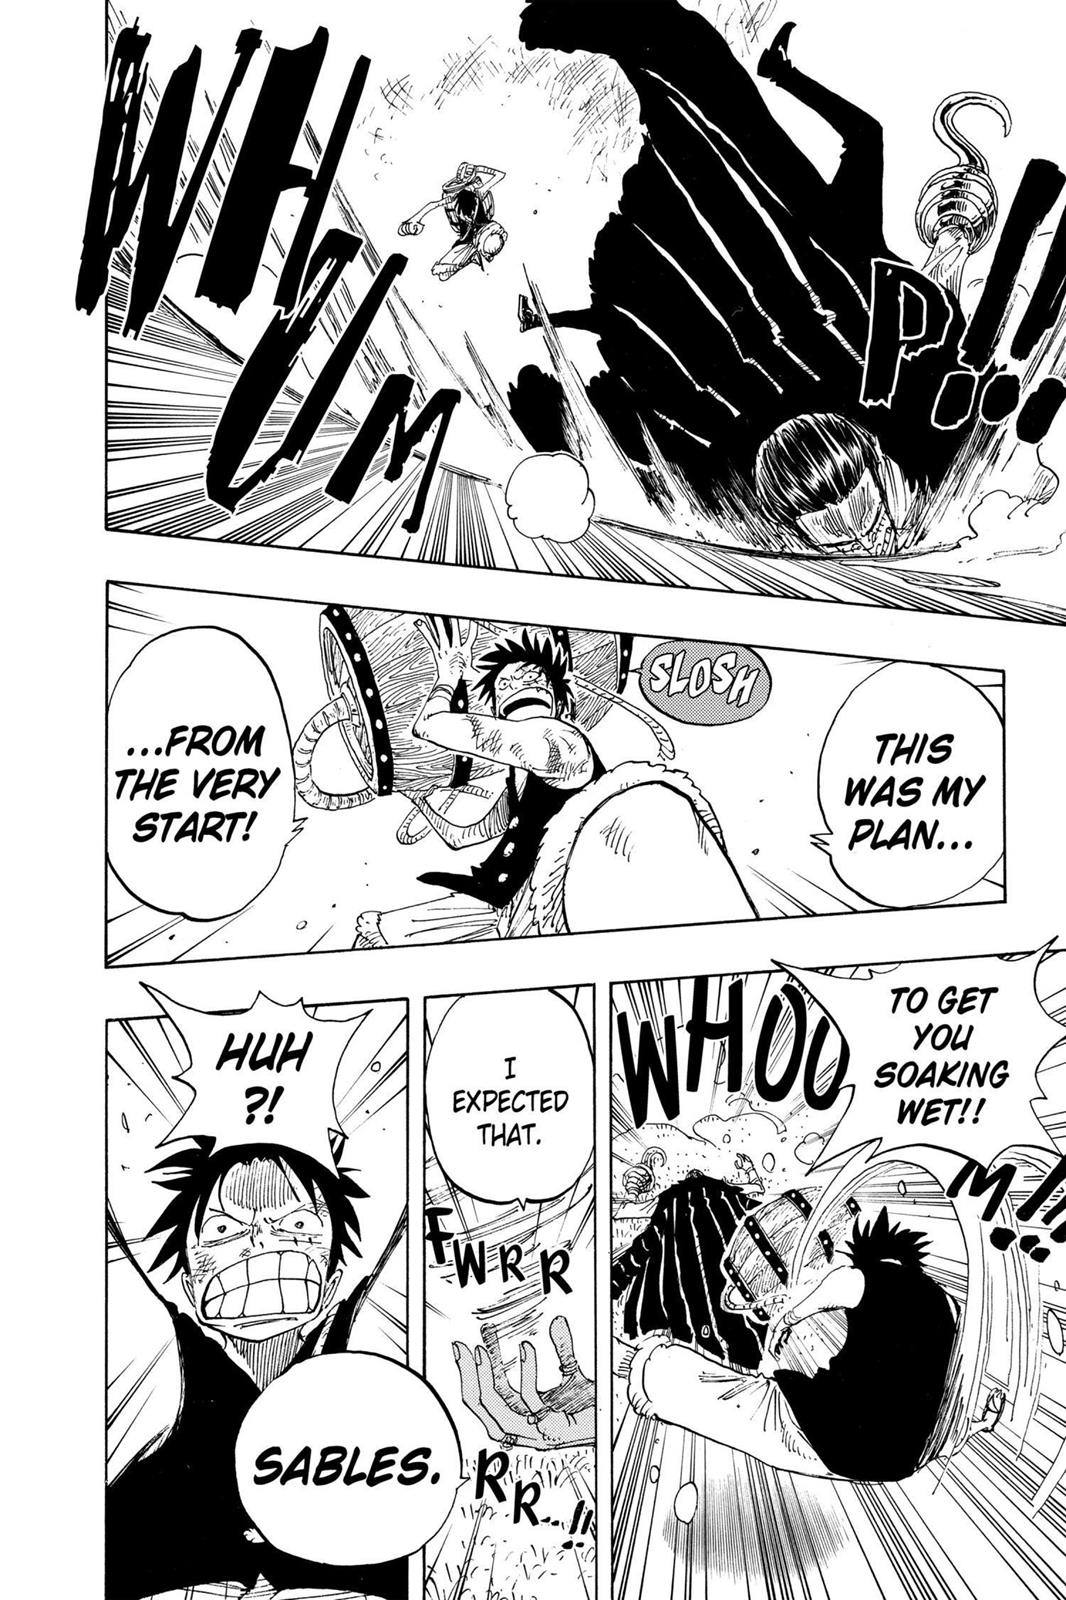 WHUMP!!!
THIS
WAS MY
PLAN...
SLOSH
...FROM
THE VERY
START!
TO GET
YOU
SOAKING
WET!!
WHOOM!!!
I
EXPECTED
THAT.
FWRR
RR...!!
HUH
?!
SABLES.